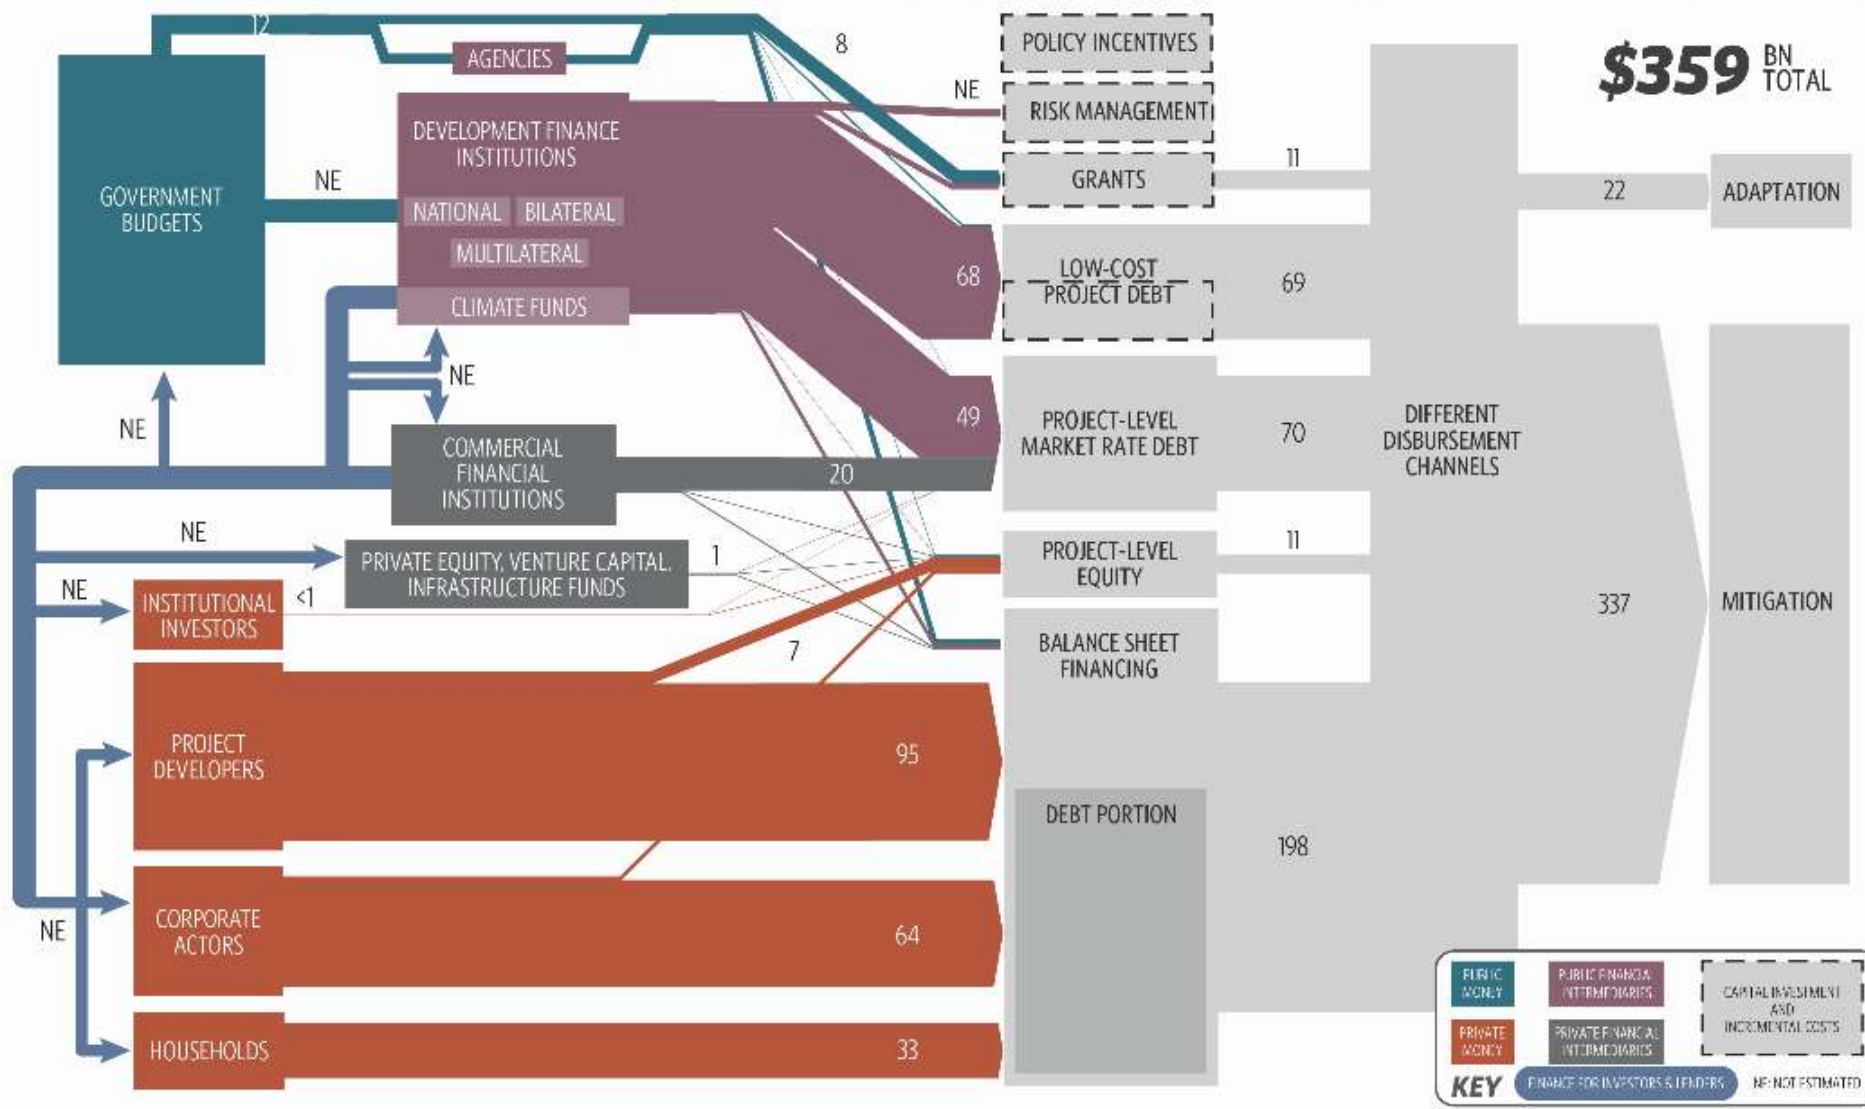 12
AGENCIES
8
POLICY INCENTIVES
$359 BN
TOTAL
NE
RISK MANAGEMENT
DEVELOPMENT FINANCE
INSTITUTIONS
GOVERNMENT
BUDGETS
NE
NATIONAL
BILATERAL
MULTILATERAL
CLIMATE FUNDS
GRANTS
11
22
ADAPTATION
68
LOW-COST
PROJECT DEBT
69
NE
NE
49
PROJECT-LEVEL
MARKET RATE DEBT
70
DIFFERENT
DISBURSEMENT
CHANNELS
COMMERCIAL
FINANCIAL
INSTITUTIONS
20
NE
PRIVATE EQUITY, VENTURE CAPITAL,
INFRASTRUCTURE FUNDS
1
PROJECT-LEVEL
EQUITY
11
NE
INSTITUTIONAL
INVESTORS
<1
337
MITIGATION
7
BALANCE SHEET
FINANCING
PROJECT
DEVELOPERS
95
DEBT PORTION
198
NE
CORPORATE
ACTORS
64
HOUSEHOLDS
33
PUBLIC
MONEY
PUBLIC FINANCIAL
INTERMEDIARIES
CAPITAL INVESTMENT
AND
INCREMENTAL COSTS
PRIVATE
MONEY
PRIVATE FINANCIAL
INTERMEDIARIES
KEY
FINANCE FOR INVESTORS & LENDERS
NE: NOT ESTIMATED